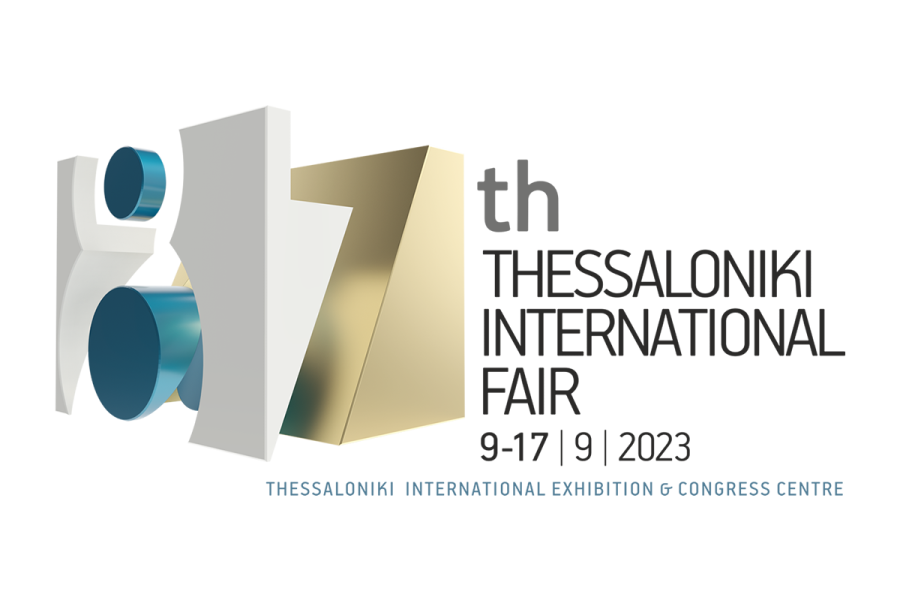 87th
THESSALONIKI
INTERNATIONAL
FAIR
9-17 | 9 | 2023
THESSALONIKI INTERNATIONAL EXHIBITION & CONGRESS CENTRE